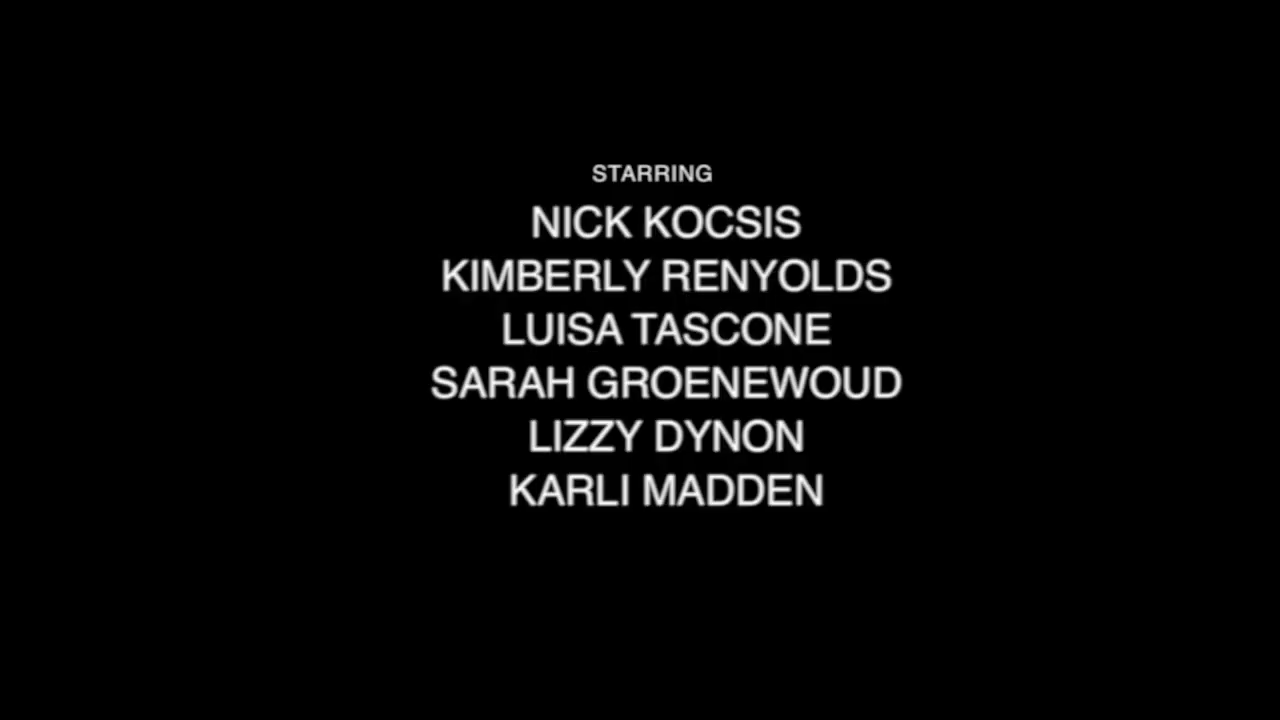 STARRING
NICK KOCSIS
KIMBERLY RENYOLDS
LUISA TASCONE
SARAH GROENEWOUD
LIZZY DYNON
KARLI MADDEN